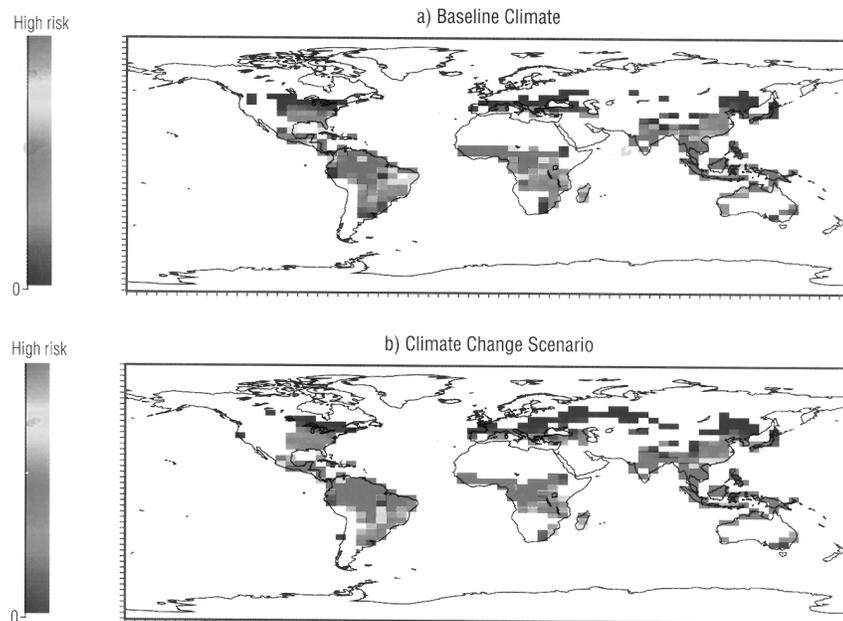 a) Baseline Climate
High risk
0
b) Climate Change Scenario
High risk
0